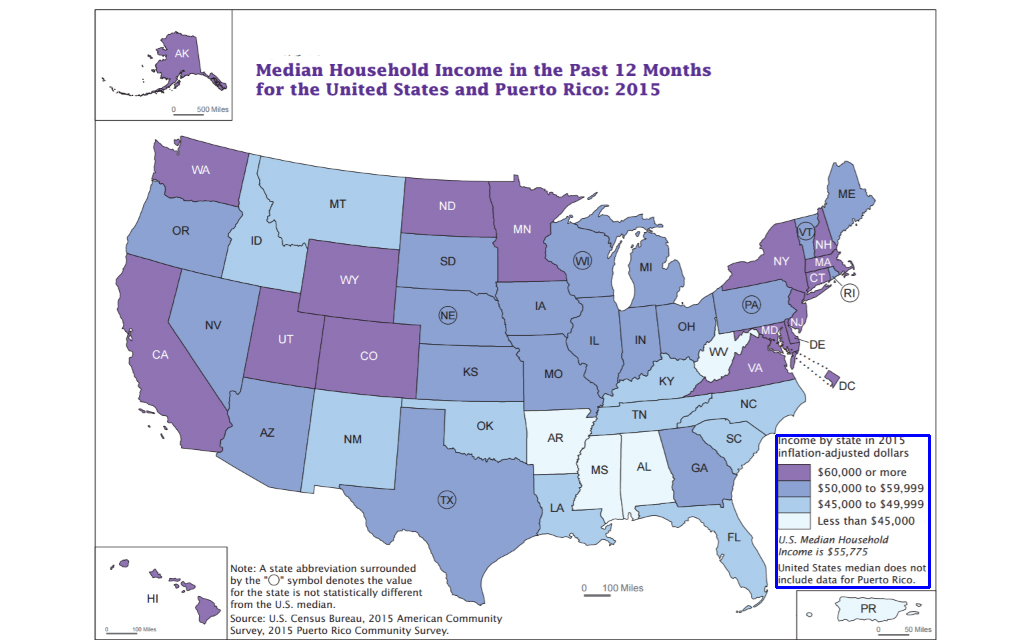 AK
0 500 Miles
Median Household Income in the Past 12 Months
for the United States and Puerto Rico: 2015
WA
MT
ND
MN
ME
OR
ID
WY
SD
WI
MI
VT
NH
NY
MA
CT
RI
NV
UT
CO
NE
IA
IL
IN
OH
PA
NJ
MD
DE
DC
CA
KS
MO
KY
WV
VA
AZ
NM
OK
AR
TN
NC
SC
TX
LA
MS
AL
GA
FL
Income by state in 2015
inflation-adjusted dollars
$60,000 or more
$50,000 to $59,999
$45,000 to $49,999
Less than $45,000
U.S. Median Household
Income is $55,775
United States median does not
include data for Puerto Rico.
HI
0 100 Miles
Note: A state abbreviation surrounded
by the "○" symbol denotes the value
for the state is not statistically different
from the U.S. median.
Source: U.S. Census Bureau, 2015 American Community
Survey, 2015 Puerto Rico Community Survey.
0 100 Miles
PR
0 50 Miles